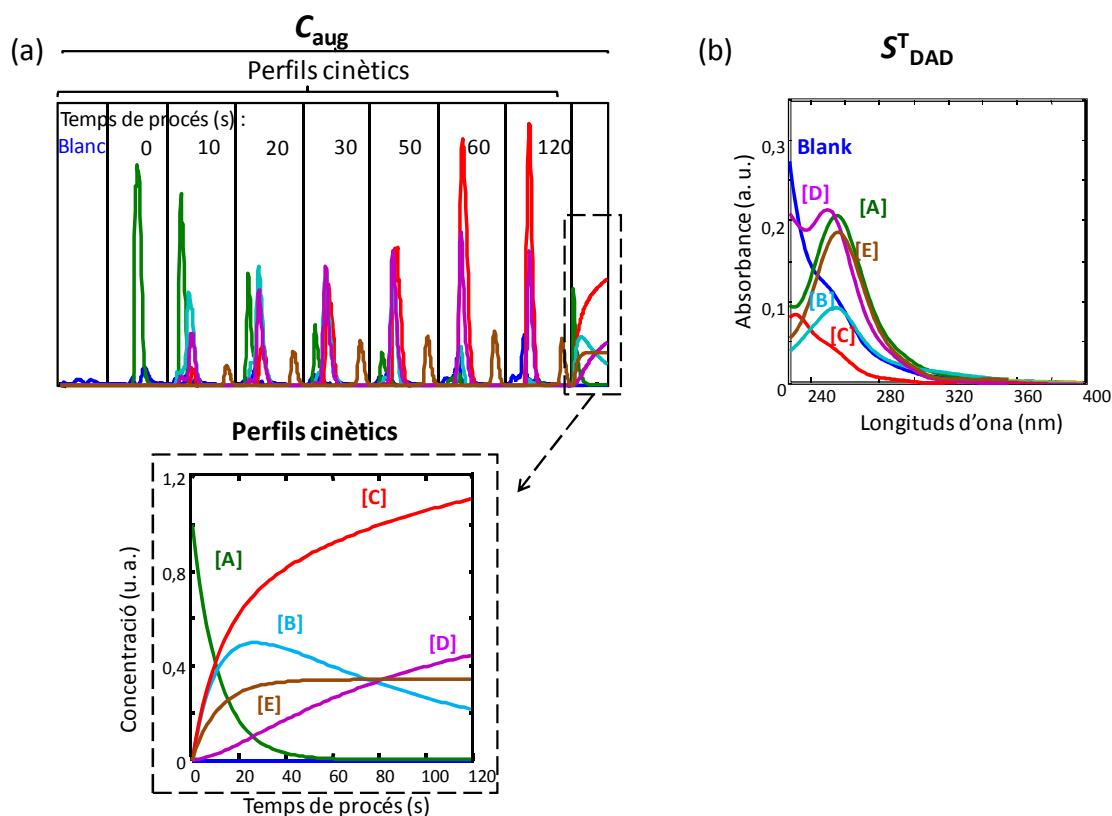 (a)
C aug
Perfils cinètics
Temps de procés (s) :
Blanc 0 10 20 30 50 60 120
Perfils cinètics
1,2
0,8
0,4
0
Concentració (u. a.)
[A]
[B]
[C]
[D]
[E]
0 20 40 60 80 100 120
Temps de procés (s)
(b)
S T DAD
0,3
0,2
0,1
0
Absorbance (a. u.)
Blank
[D]
[A]
[E]
[B]
[C]
240 280 320 360 400
Longituds d'ona (nm)